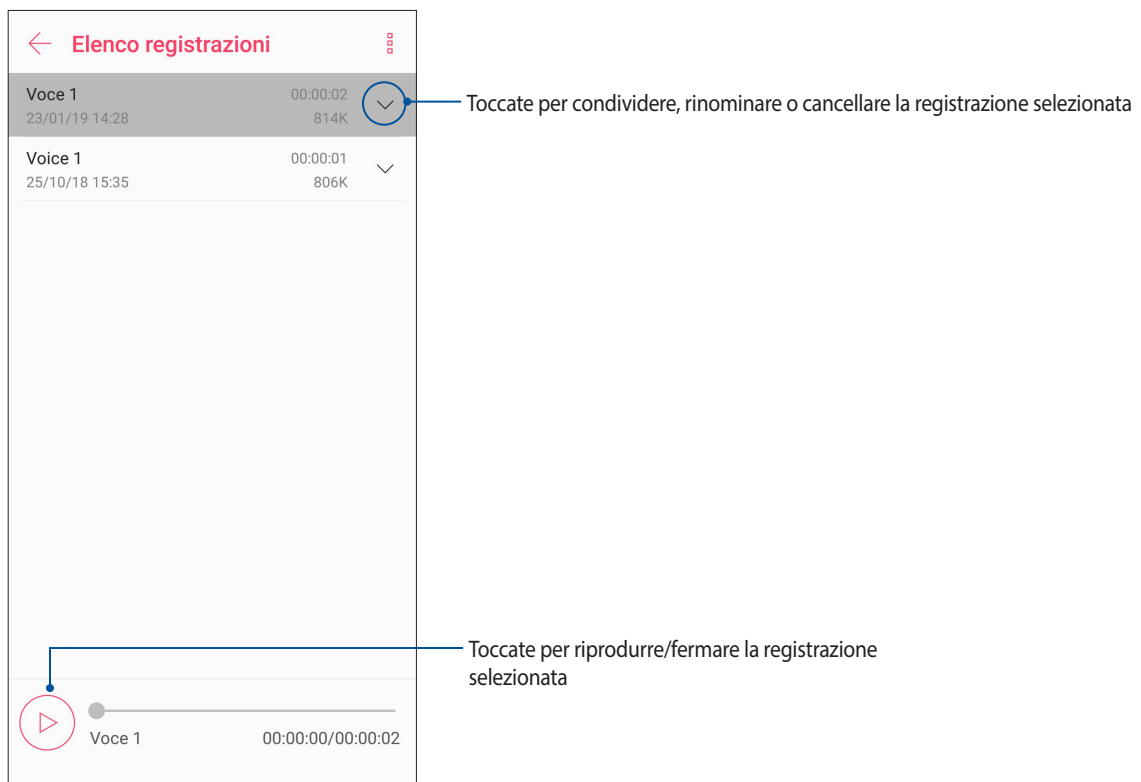 Elenco registrazioni
Voce 1 00:00:02
23/01/19 14:28 814K
Toccate per condividere, rinominare o cancellare la registrazione selezionata
Voice 1 00:00:01
25/10/18 15:35 806K
Toccate per riprodurre/fermare la registrazione
selezionata
Voce 1 00:00:00/00:00:02